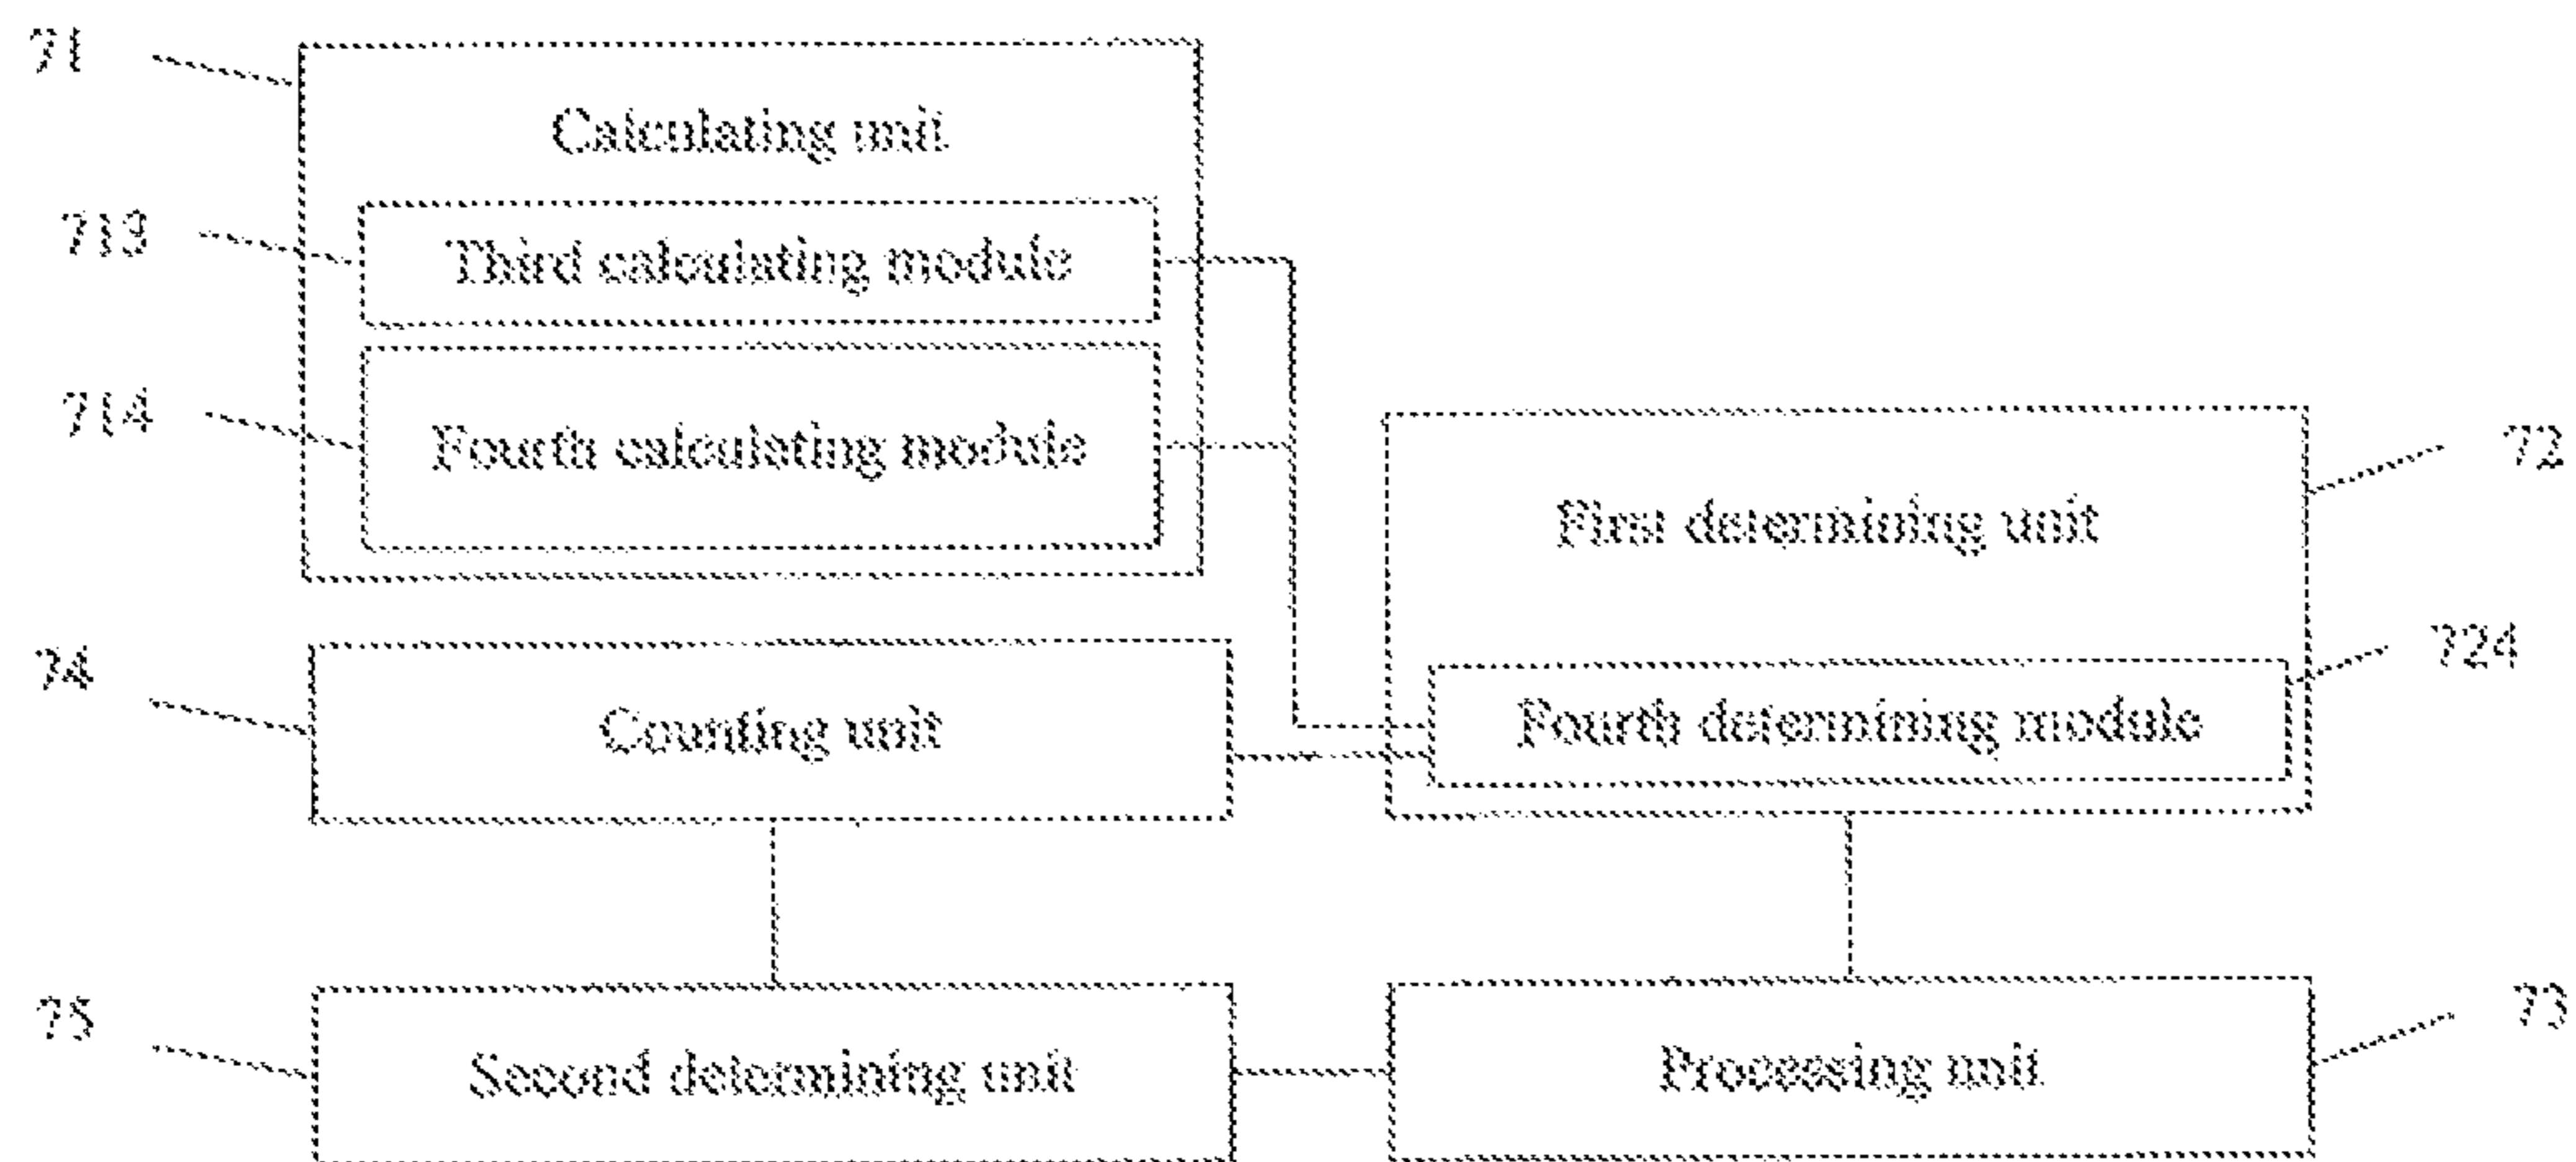 71
Calculating unit
713
Third calculating module
714
Fourth calculating module
72
First determining unit
74
Counting unit
724
Fourth determining module
75
Second determining unit
73
Processing unit